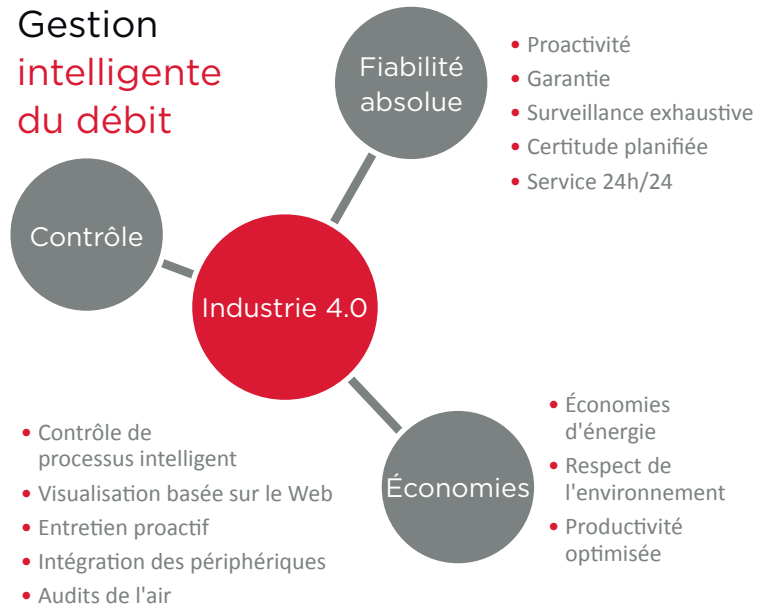 Gestion
intelligente
du débit
Fiabilité
absolue
• Proactivité
• Garantie
• Surveillance exhaustive
• Certitude planifiée
• Service 24h/24
Contrôle
Industrie 4.0
• Contrôle de
processus intelligent
• Visualisation basée sur le Web
• Entretien proactif
• Intégration des périphériques
• Audits de l'air
Économies
• Économies
d'énergie
• Respect de
l'environnement
• Productivité
optimisée